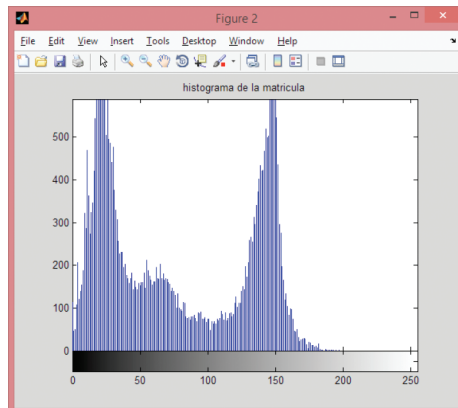 Figure 2
File Edit View Insert Tools Desktop Window Help
histograma de la matricula
500
400
300
200
100
0
0 50 100 150 200 250